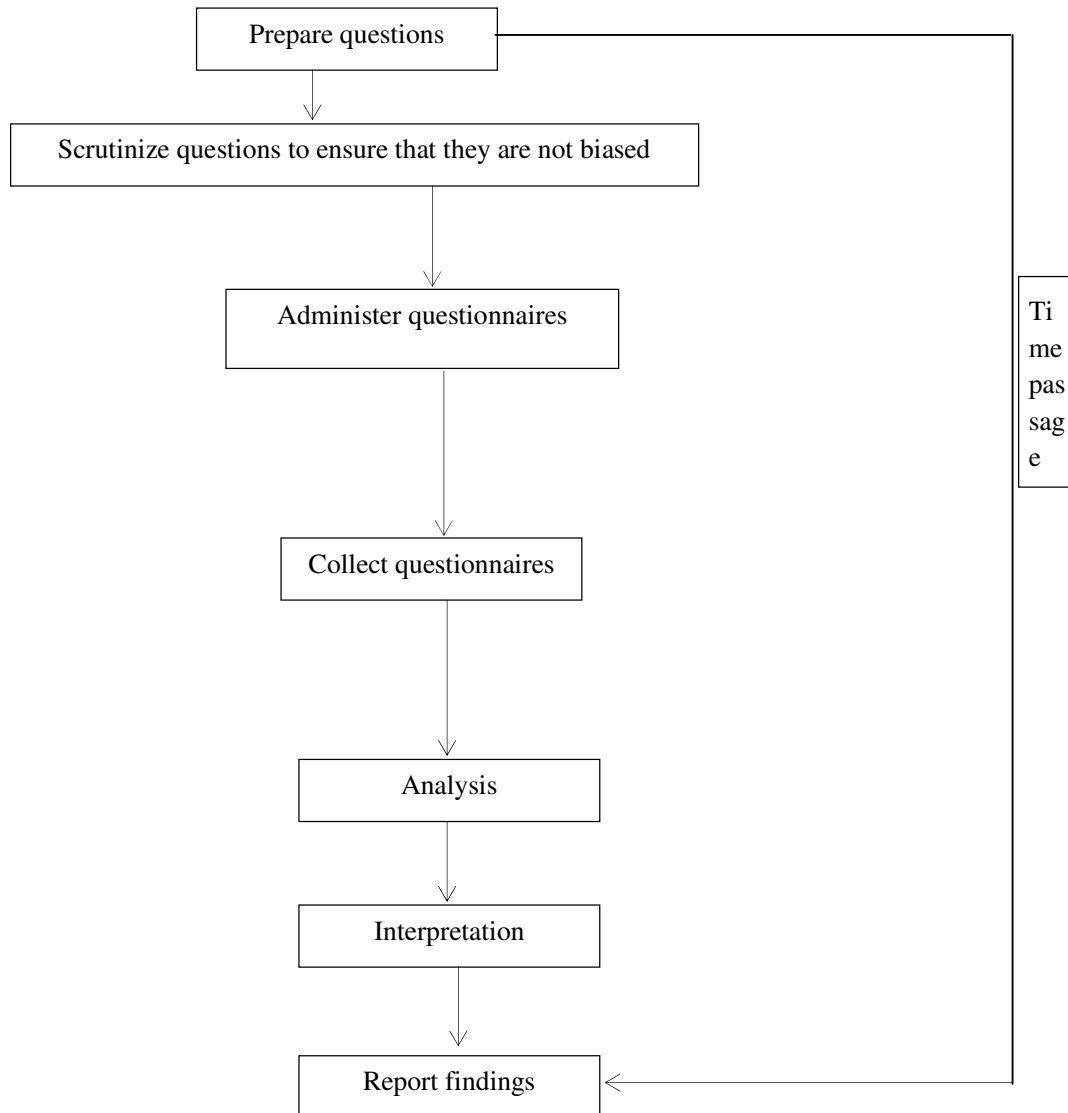 Prepare questions
Scrutinize questions to ensure that they are not biased
Administer questionnaires
Ti
me
pas
sag
e
Collect questionnaires
Analysis
Interpretation
Report findings